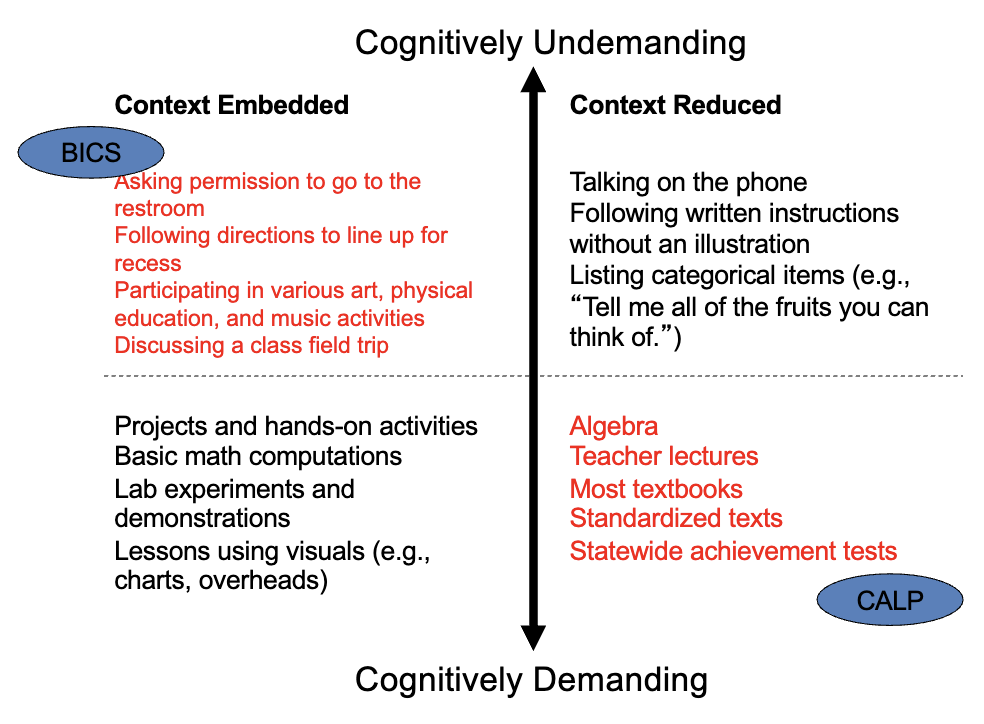 Cognitively Undemanding
Context Embedded
BICS
Asking permission to go to the
restroom
Following directions to line up for
recess
Participating in various art, physical
education, and music activities
Discussing a class field trip
Context Reduced
Talking on the phone
Following written instructions
without an illustration
Listing categorical items (e.g.,
“Tell me all of the fruits you can
think of.”)
Projects and hands-on activities
Basic math computations
Lab experiments and
demonstrations
Lessons using visuals (e.g.,
charts, overheads)
Algebra
Teacher lectures
Most textbooks
Standardized texts
Statewide achievement tests
CALP
Cognitively Demanding